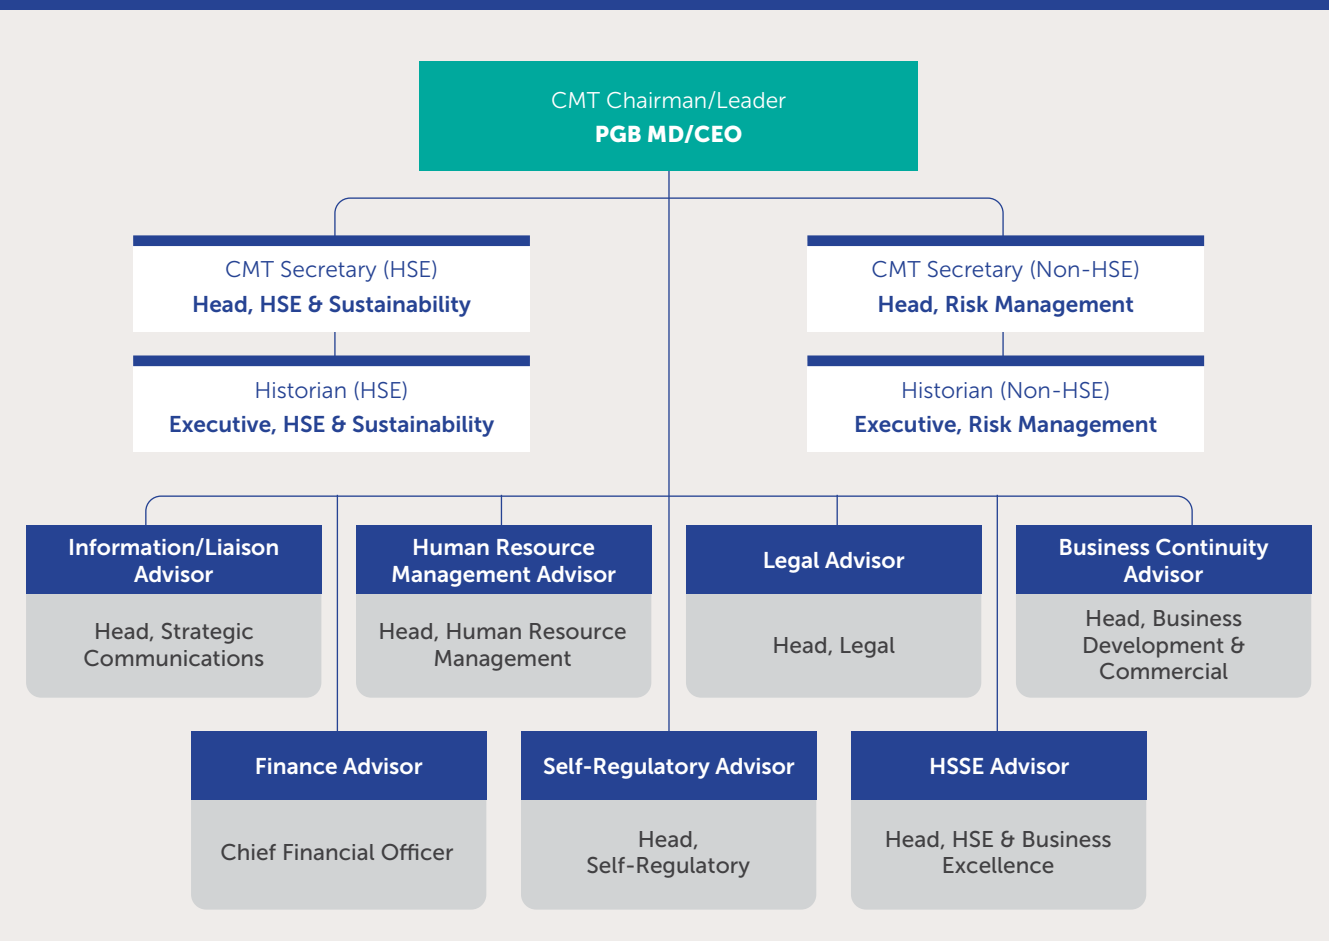 CMT Chairman/Leader
PGB MD/CEO
CMT Secretary (HSE)
Head, HSE & Sustainability
CMT Secretary (Non-HSE)
Head, Risk Management
Historian (HSE)
Executive, HSE & Sustainability
Historian (Non-HSE)
Executive, Risk Management
Information/Liaison
Advisor
Head, Strategic
Communications
Human Resource
Management Advisor
Head, Human Resource
Management
Legal Advisor
Head, Legal
Business Continuity
Advisor
Head, Business
Development &
Commercial
Finance Advisor
Chief Financial Officer
Self-Regulatory Advisor
Head,
Self-Regulatory
HSSE Advisor
Head, HSE & Business
Excellence